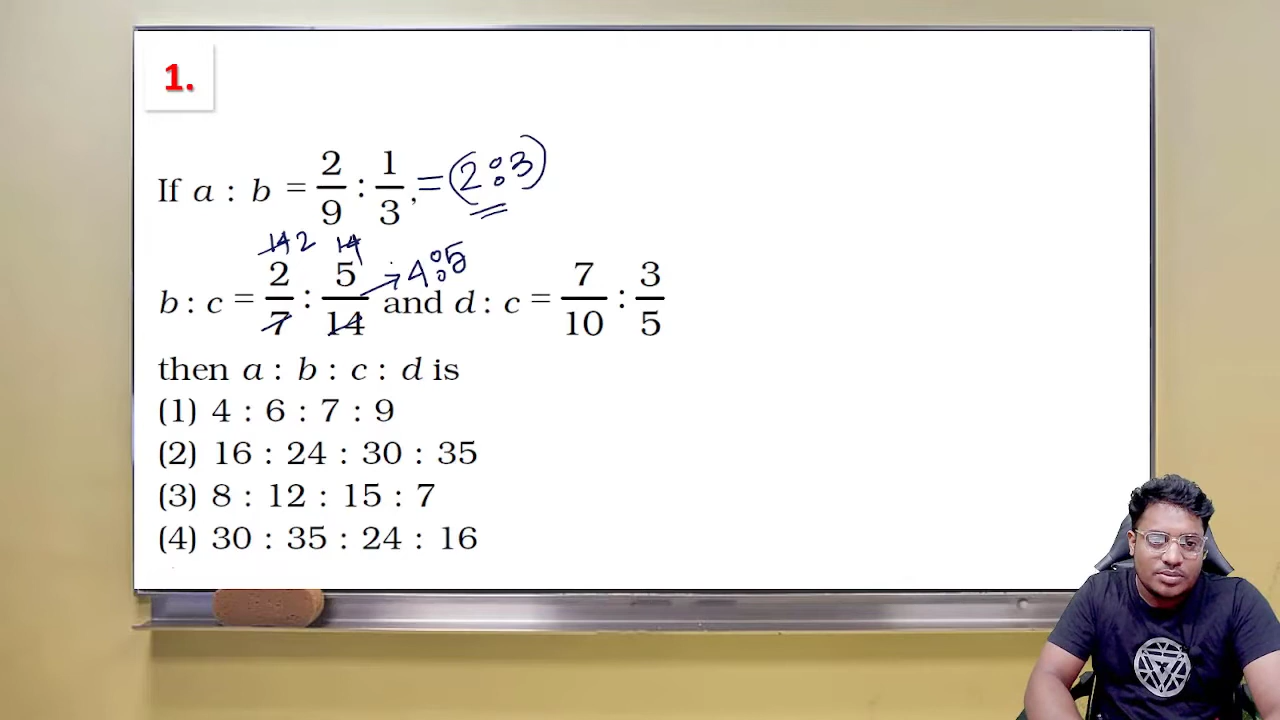 1.
If a : b = 2/9 : 1/3, = (2:3)
14 2 14
b : c = 2/7 : 5/14 → 4:5 and d : c = 7/10 : 3/5
then a : b : c : d is
(1) 4 : 6 : 7 : 9
(2) 16 : 24 : 30 : 35
(3) 8 : 12 : 15 : 7
(4) 30 : 35 : 24 : 16